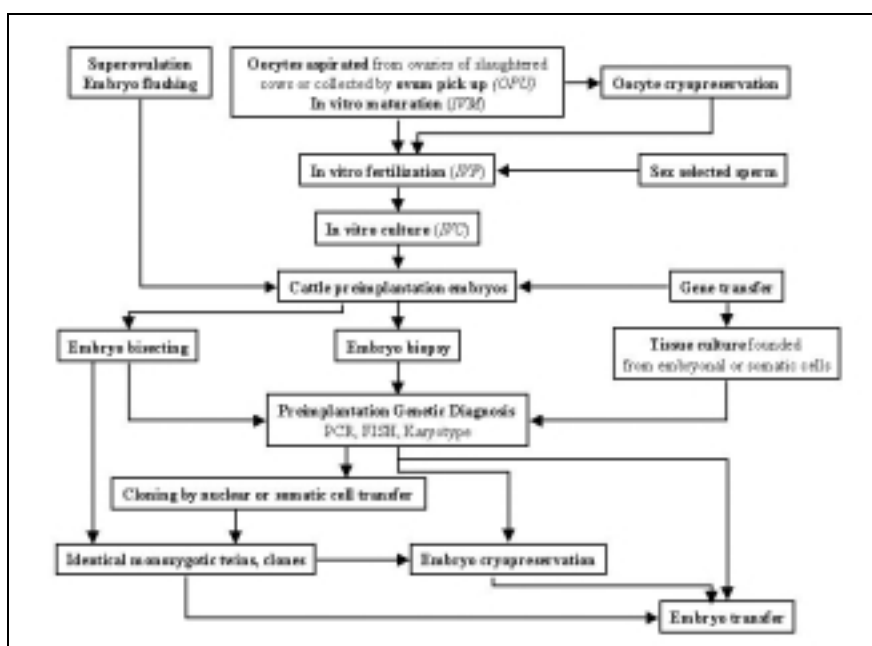 Superovulation
Embryo flushing
Oocytes aspirated from ovaries of slaughtered
cows or collected by ovum pick up (OPU)
In vitro maturation (IVM)
Oocyte cryopreservation
In vitro fertilization (IVF)
Sex selected sperm
In vitro culture (IVC)
Cattle preimplantation embryos
Gene transfer
Embryo bisecting
Embryo biopsy
Tissue culture founded
from embryonal or somatic cells
Preimplantation Genetic Diagnosis
PCR, FISH, Karyotype
Cloning by nuclear or somatic cell transfer
Identical monozygotic twins, clones
Embryo cryopreservation
Embryo transfer